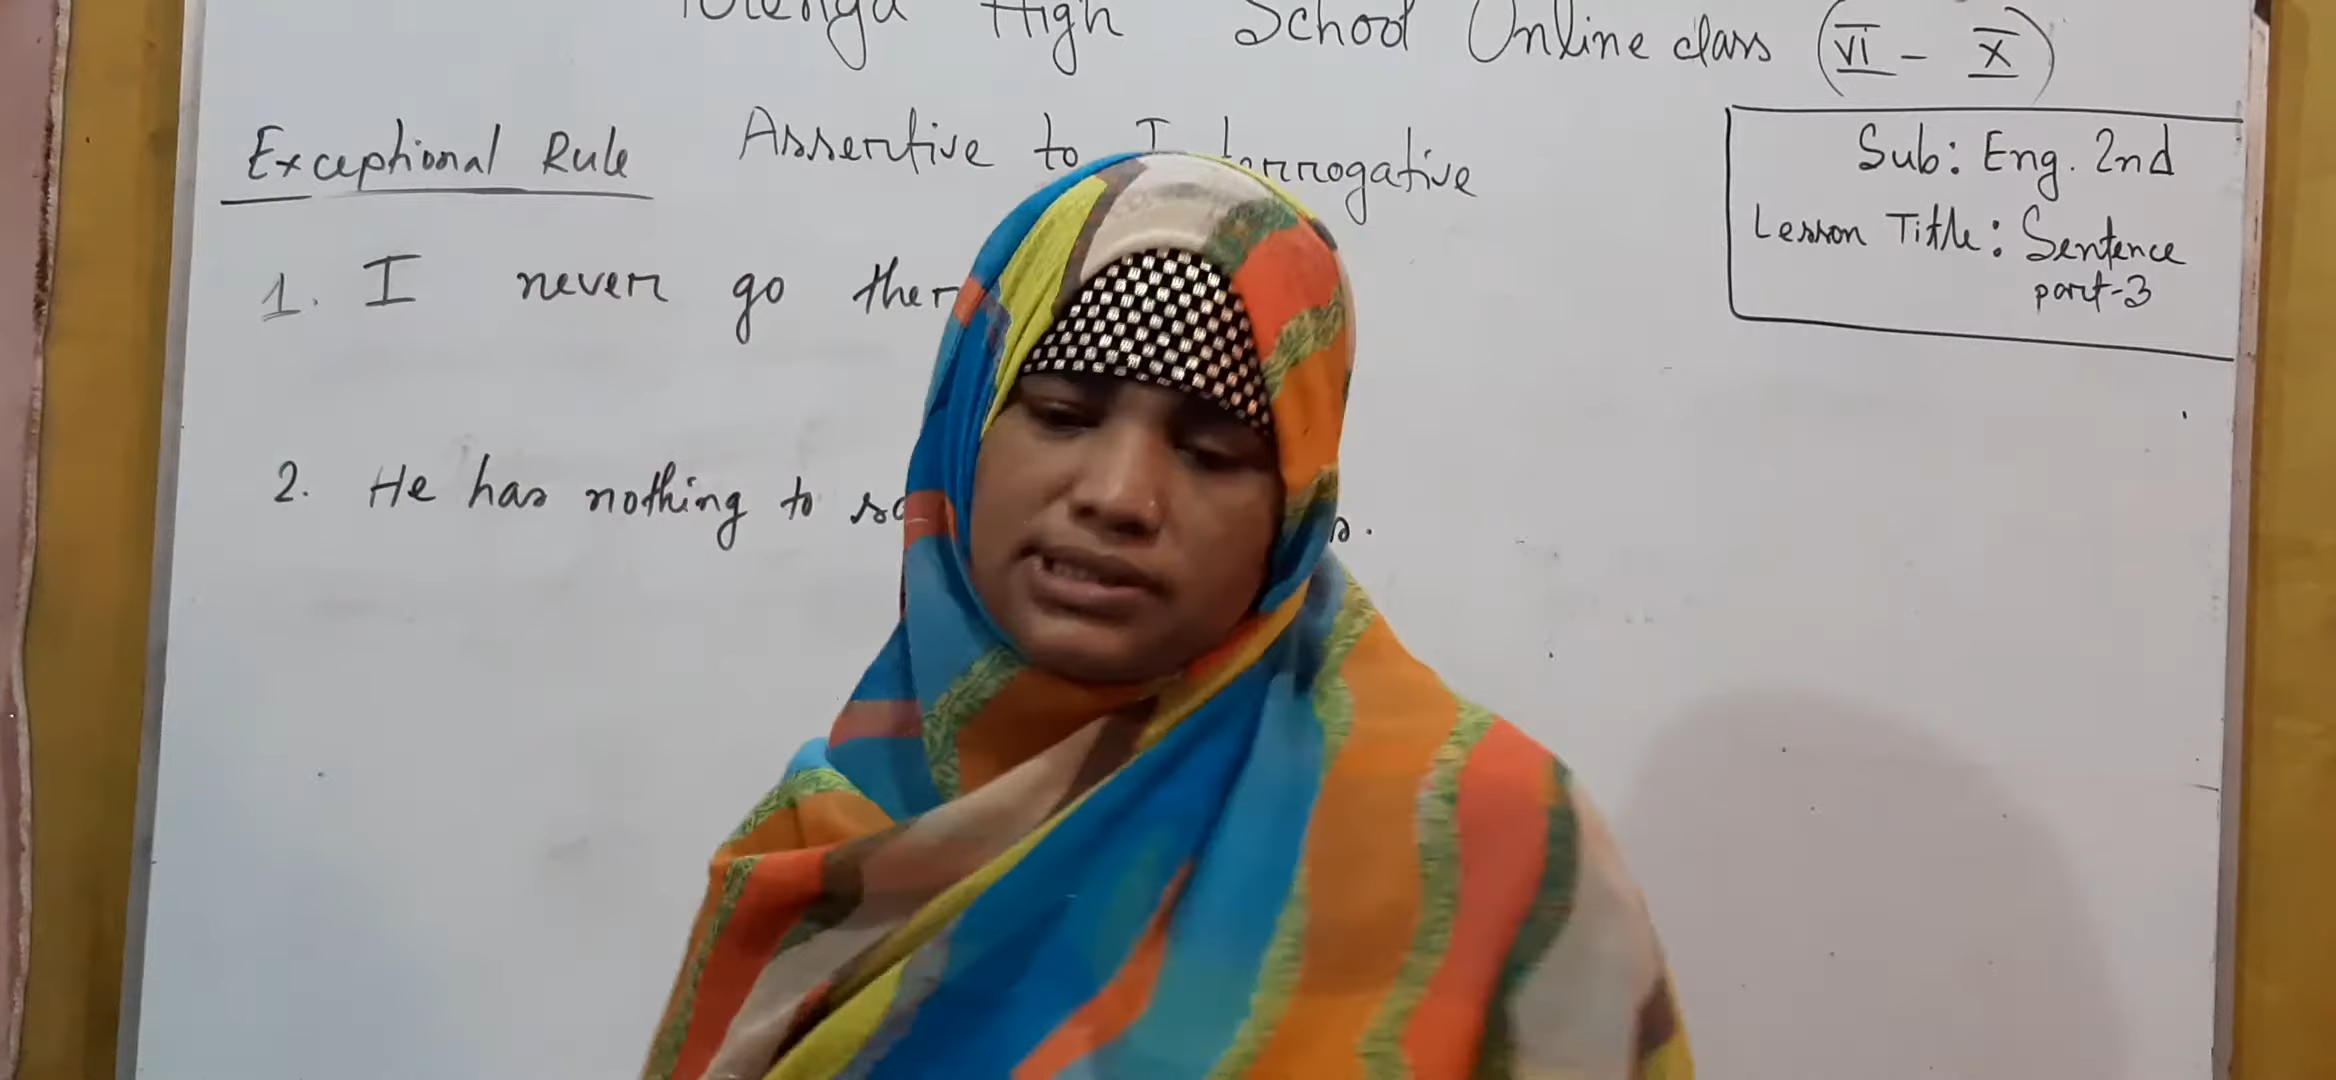 High School Online class (VI - X)
Exceptional Rule Assertive to
Sub: Eng. 2nd
Lesson Title: Sentence
part-3
1. I never go
2. He has nothing to